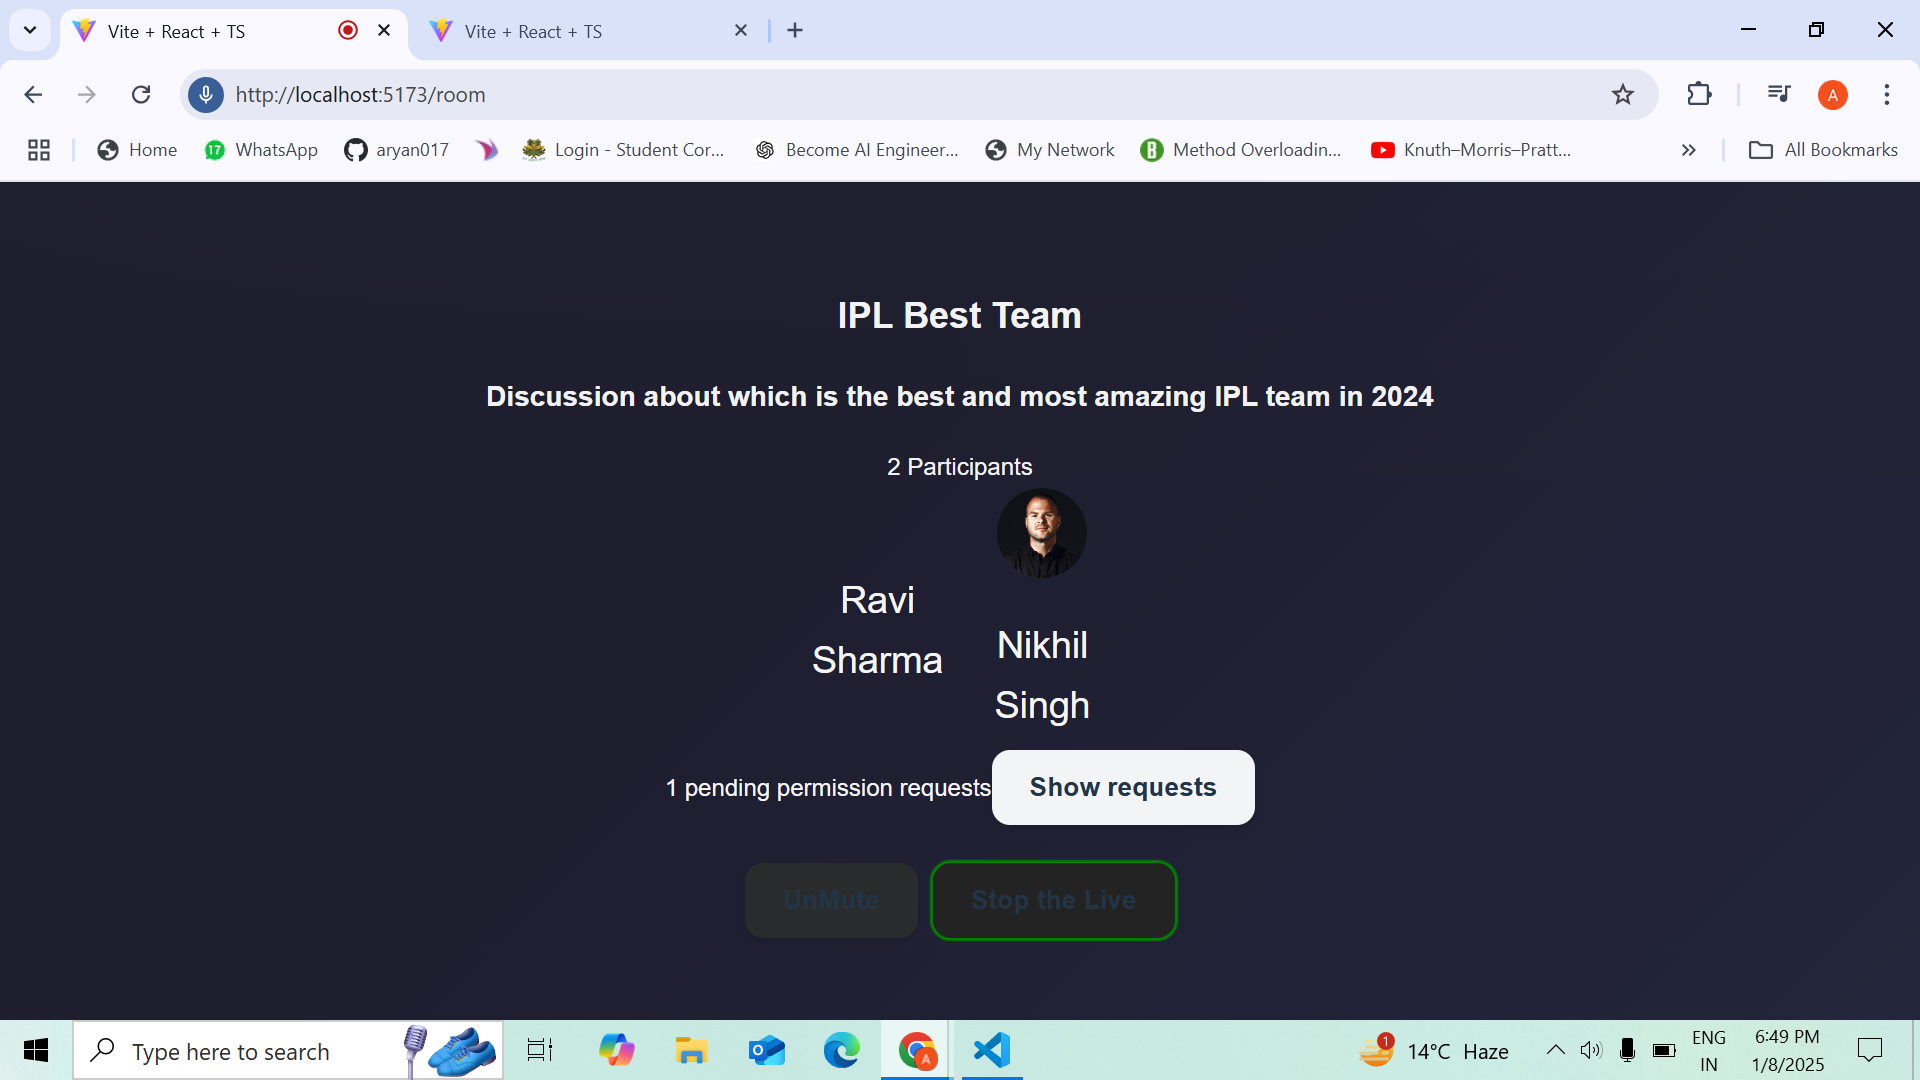 Vite + React + TS
Vite + React + TS
http://localhost:5173/room
A
Home
17
WhatsApp
aryan017
Login - Student Cor...
Become AI Engineer...
My Network
B
Method Overloadin...
Knuth–Morris–Pratt...
All Bookmarks
IPL Best Team
Discussion about which is the best and most amazing IPL team in 2024
2 Participants
Ravi
Sharma
Nikhil
Singh
1 pending permission requests
Show requests
UnMute
Stop the Live
Type here to search
A
1
14°C Haze
ENG
IN
6:49 PM
1/8/2025